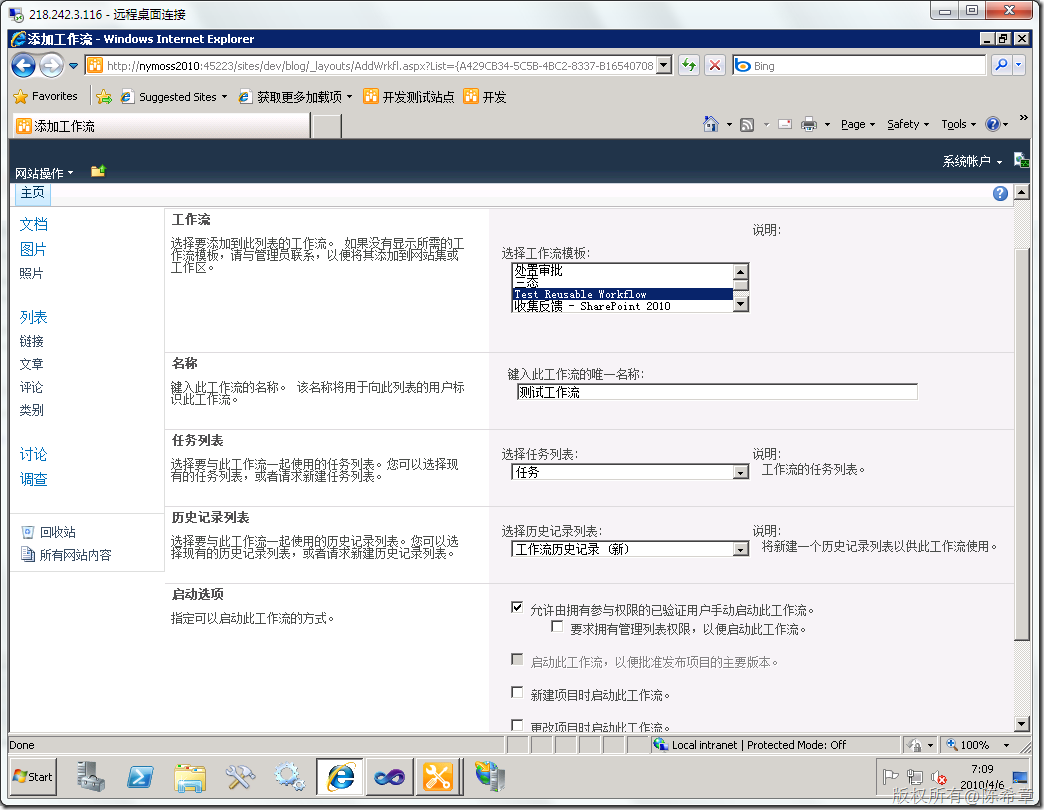 218.242.3.116 - 远程桌面连接
添加工作流 - Windows Internet Explorer
http://nymoss2010:45223/sites/dev/blog/_layouts/AddWrkfl.aspx?List={A429CB34-5C5B-4BC2-8337-B16540708
Bing
Favorites
Suggested Sites
获取更多加载项
开发测试站点
开发
添加工作流
Page
Safety
Tools
网站操作
系统帐户
主页
文档
图片
照片
列表
链接
文章
评论
类别
讨论
调查
回收站
所有网站内容
工作流
选择要添加到此列表的工作流。 如果没有显示所需的工
作流模板，请与管理员联系，以便将其添加到网站集或
工作区。
选择工作流模板:
说明:
处置审批
三态
Test Reusable Workflow
收集反馈 - SharePoint 2010
名称
键入此工作流的名称。 该名称将用于向此列表的用户标
识此工作流。
键入此工作流的唯一名称:
测试工作流
任务列表
选择要与此工作流一起使用的任务列表。您可以选择现
有的任务列表，或者请求新建任务列表。
选择任务列表:
任务
说明:
工作流的任务列表。
历史记录列表
选择要与此工作流一起使用的历史记录列表。您可以选
择现有的历史记录列表，或者请求新建历史记录列表。
选择历史记录列表:
工作流历史记录（新）
说明:
将新建一个历史记录列表以供此工作流使用。
启动选项
指定可以启动此工作流的方式。
允许由拥有参与权限的已验证用户手动启动此工作流。
要求拥有管理列表权限，以便启动此工作流。
启动此工作流，以便批准发布项目的主要版本。
新建项目时启动此工作流。
更改项目时启动此工作流。
Done
Local intranet | Protected Mode: Off
100%
Start
7:09
2010/4/6
版权所有@陈希章